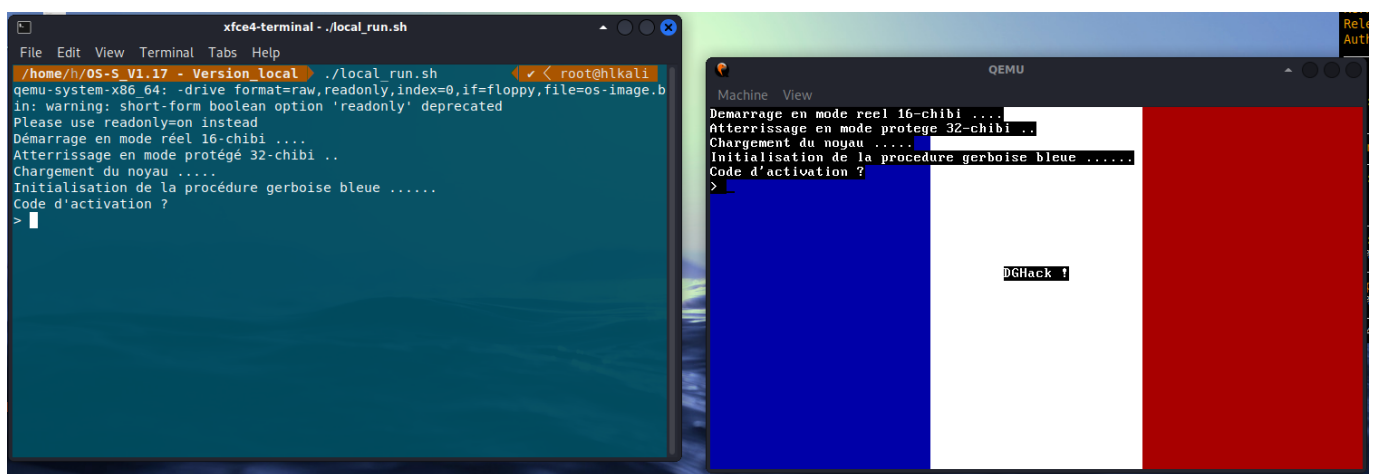 xfce4-terminal - ./local_run.sh
File Edit View Terminal Tabs Help
/home/h/OS-S_V1.17 - Version_local ./local_run.sh ✔ < root@hlkali
qemu-system-x86_64: -drive format=raw,readonly,index=0,if=floppy,file=os-image.b
in: warning: short-form boolean option 'readonly' deprecated
Please use readonly=on instead
Démarrage en mode réel 16-chibi ....
Atterrissage en mode protégé 32-chibi ..
Chargement du noyau .....
Initialisation de la procédure gerboise bleue ......
Code d'activation ?
>
Rele
Auth
QEMU
Machine View
Demarrage en mode reel 16-chibi ....
Atterrissage en mode protege 32-chibi ..
Chargement du noyau .....
Initialisation de la procedure gerboise bleue ......
Code d'activation ?
> _
DGHack !